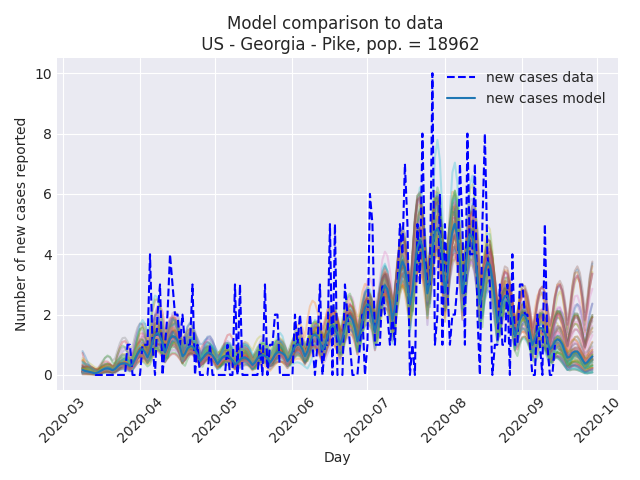 Model comparison to data
US - Georgia - Pike, pop. = 18962
new cases data
new cases model
Number of new cases reported
10
8
6
4
2
0
2020-03
2020-04
2020-05
2020-06
2020-07
2020-08
2020-09
2020-10
Day